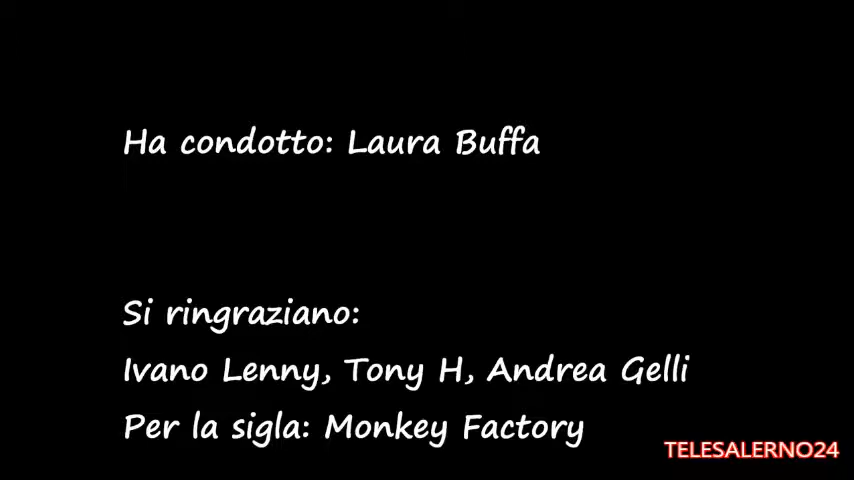 Ha condotto: Laura Buffa
Si ringraziano:
Ivano Lenny, Tony H, Andrea Gelli
Per la sigla: Monkey Factory
TELESALERNO24